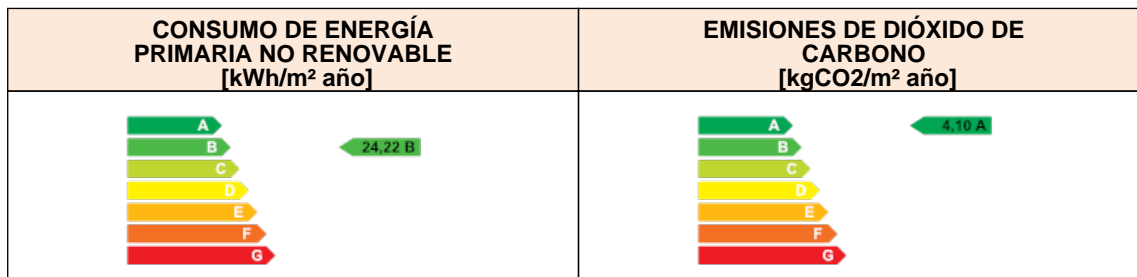 CONSUMO DE ENERGÍA
PRIMARIA NO RENOVABLE
[kWh/m² año]
A
B
24,22 B
C
D
E
F
G
EMISIONES DE DIÓXIDO DE
CARBONO
[kgCO2/m² año]
A
4,10 A
B
C
D
E
F
G